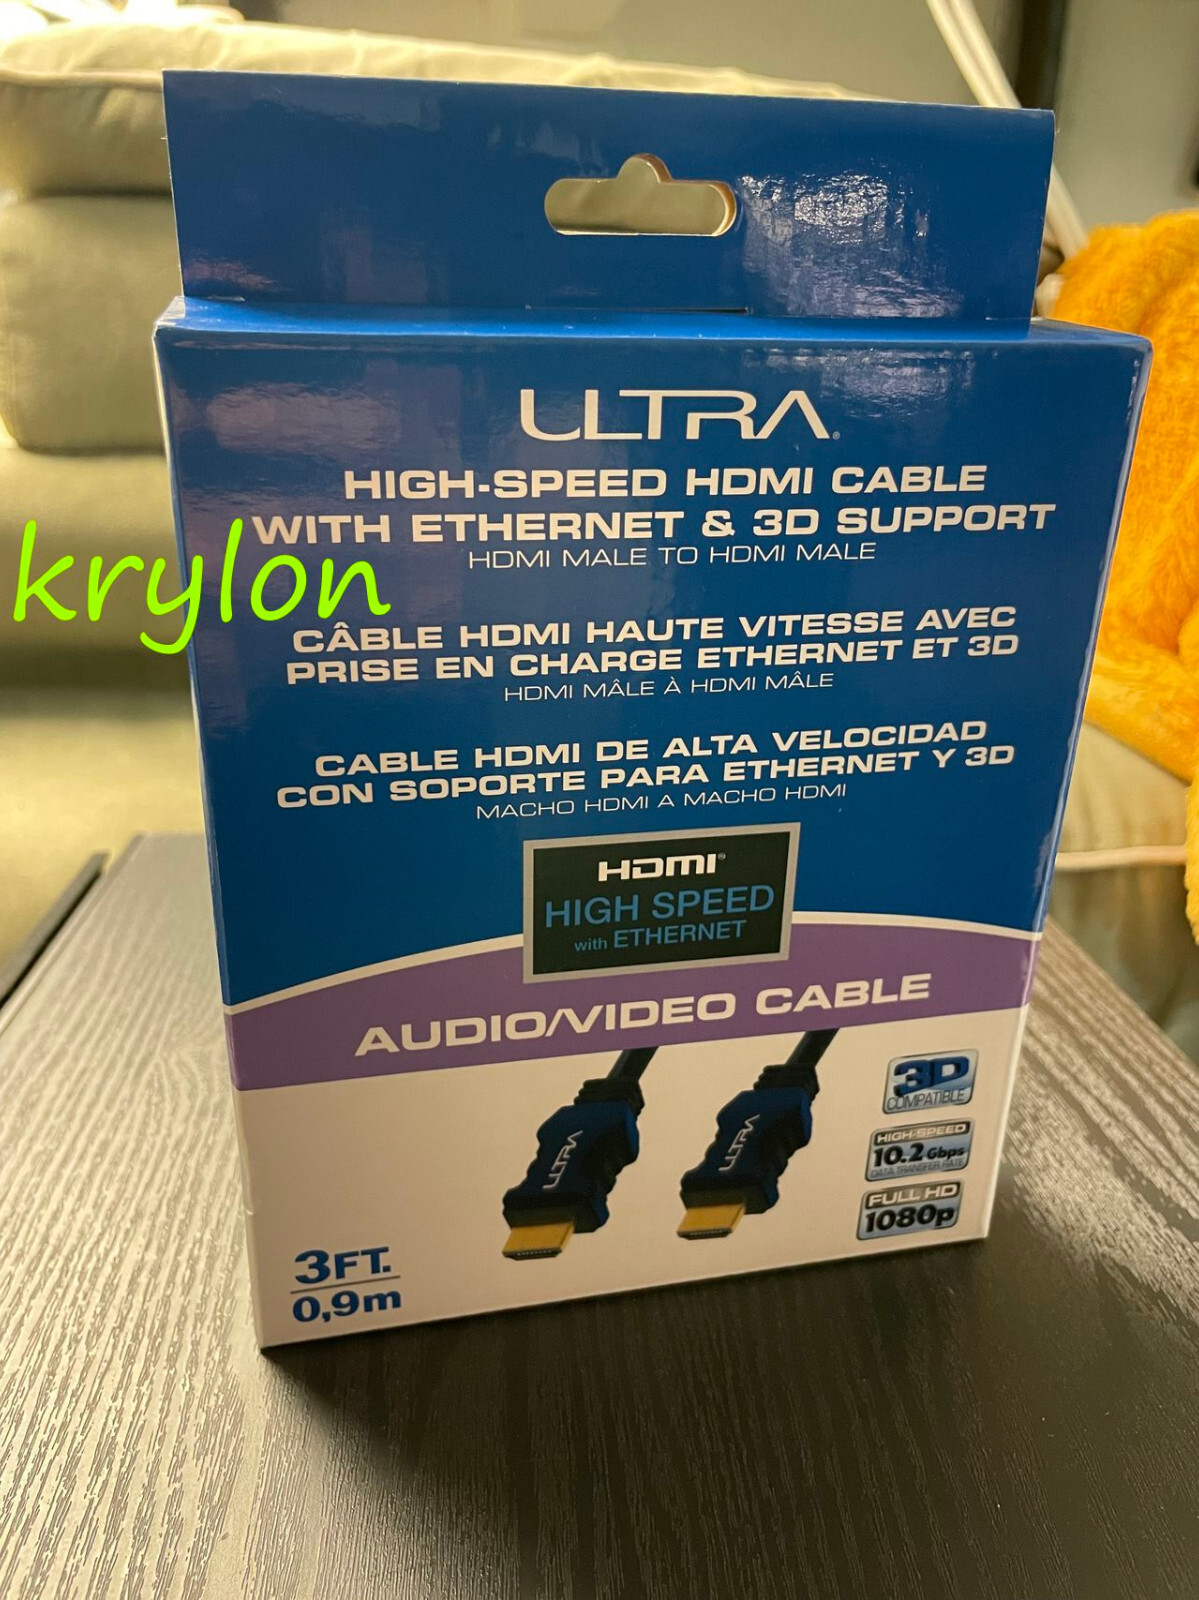 ULTRA
HIGH-SPEED HDMI CABLE
WITH ETHERNET & 3D SUPPORT
HDMI MALE TO HDMI MALE
krylon
CÂBLE HDMI HAUTE VITESSE AVEC
PRISE EN CHARGE ETHERNET ET 3D
HDMI MÂLE À HDMI MÂLE
CABLE HDMI DE ALTA VELOCIDAD
CON SOPORTE PARA ETHERNET Y 3D
MACHO HDMI A MACHO HDMI
HDMI®
HIGH SPEED
with ETHERNET
AUDIO/VIDEO CABLE
ULTRA
ULTRA
3D
COMPATIBLE
HIGH-SPEED
10.2 Gbps
DATA TRANSFER RATE
FULL HD
1080p
3FT.
0,9m